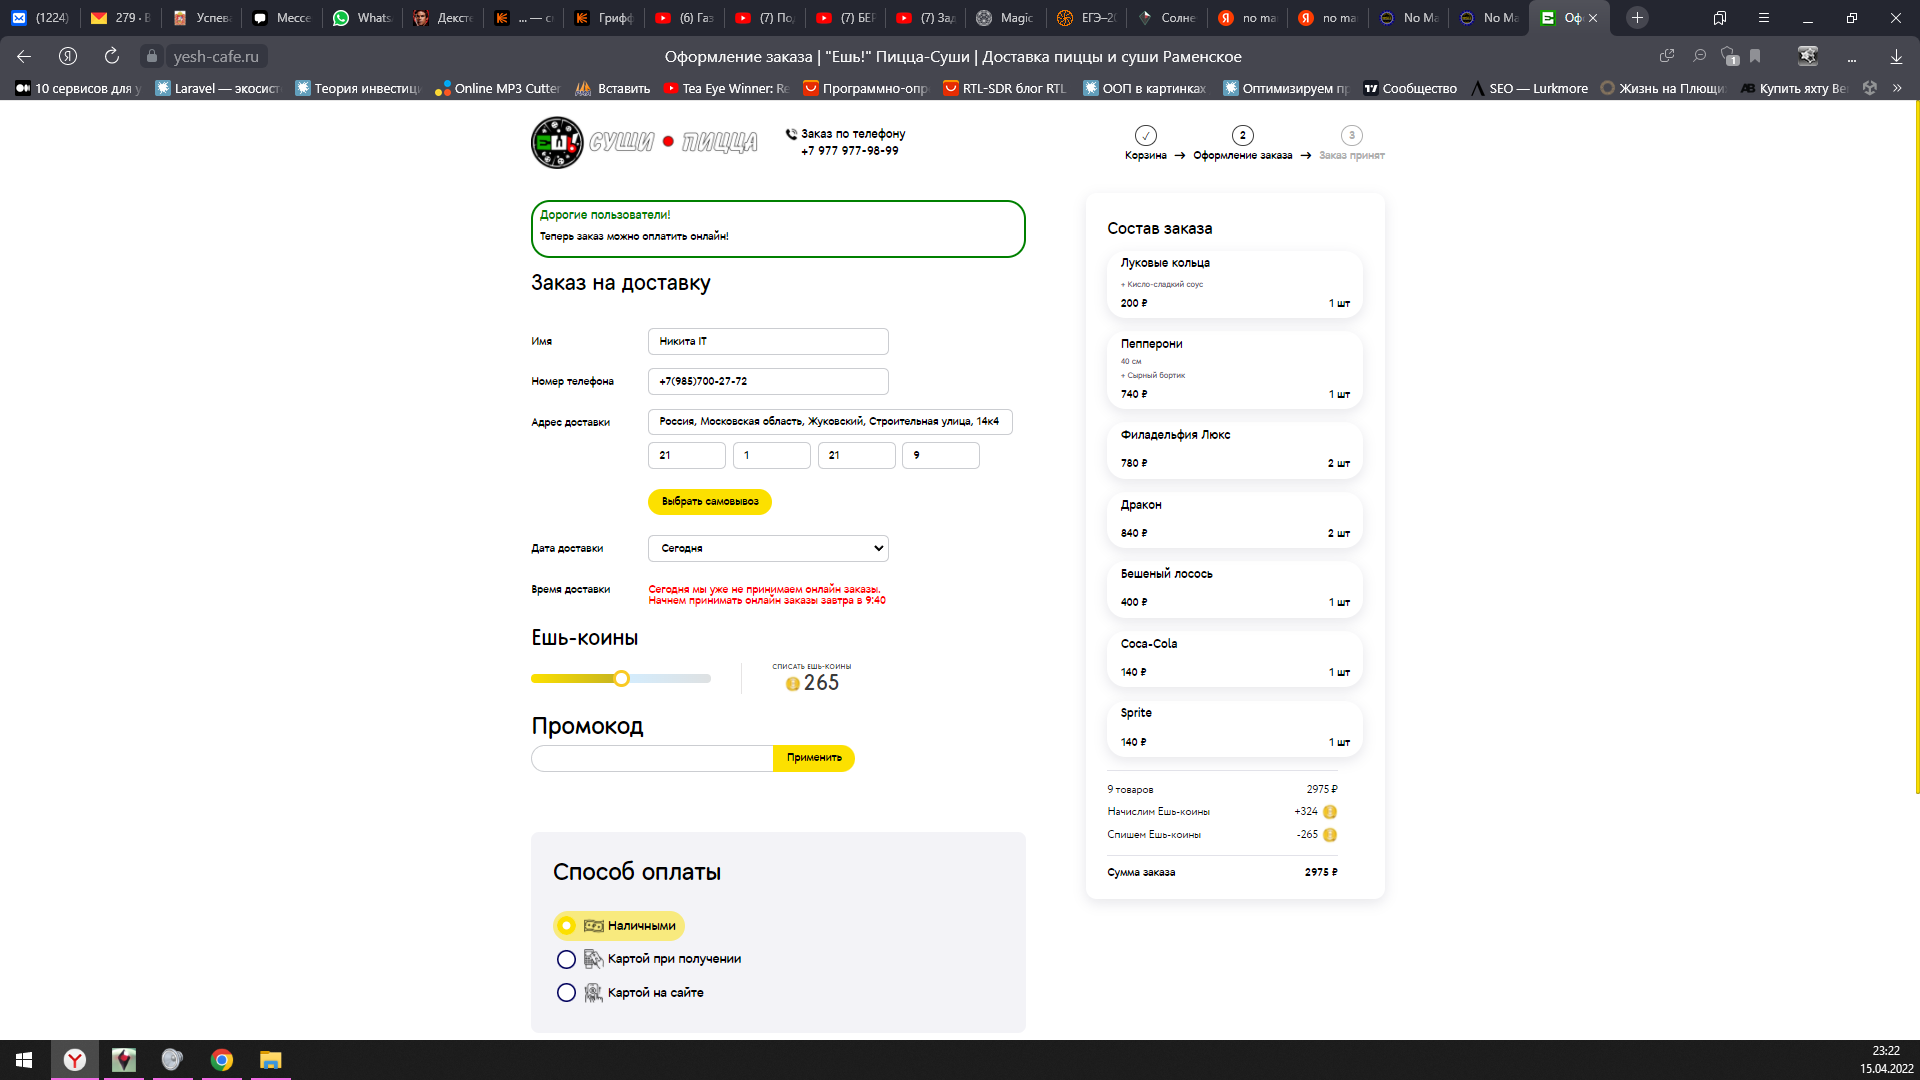 (1224)
279 · В
Успев
Мессе
Whats
Декст
... — с
Грифф
(6) Газ
(7) По
(7) БЕР
(7) Зад
Magic
ЕГЭ–20
Солне
no ma
no ma
No Ma
No Ma
Оф
yesh-cafe.ru
Оформление заказа | "Ешь!" Пицца-Суши | Доставка пиццы и суши Раменское
1
10 сервисов для у
Laravel — экосист
Теория инвестици
Online MP3 Cutter
Вставить
Tea Eye Winner: Re
Программно-опр
RTL-SDR блог RTL
ООП в картинках
Оптимизируем пр
Сообщество
SEO — Lurkmore
Жизнь на Плющи
Купить яхту Be
ЕШЬ! СУШИ • ПИЦЦА
Заказ по телефону
+7 977 977-98-99
2
3
Корзина → Оформление заказа → Заказ принят
Дорогие пользователи!
Теперь заказ можно оплатить онлайн!
Заказ на доставку
Имя
Никита IT
Номер телефона
+7(985)700-27-72
Адрес доставки
Россия, Московская область, Жуковский, Строительная улица, 14к4
21
1
21
9
Выбрать самовывоз
Дата доставки
Сегодня
Время доставки
Сегодня мы уже не принимаем онлайн заказы.
Начнем принимать онлайн заказы завтра в 9:40
Ешь-коины
СПИСАТЬ ЕШЬ-КОИНЫ
265
Промокод
Применить
Способ оплаты
Наличными
Картой при получении
Картой на сайте
Состав заказа
Луковые кольца
+ Кисло-сладкий соус
200 ₽
1 шт
Пепперони
40 см
+ Сырный бортик
740 ₽
1 шт
Филадельфия Люкс
780 ₽
2 шт
Дракон
840 ₽
2 шт
Бешеный лосось
400 ₽
1 шт
Coca-Cola
140 ₽
1 шт
Sprite
140 ₽
1 шт
9 товаров
2975 ₽
Начислим Ешь-коины
+324
Спишем Ешь-коины
-265
Сумма заказа
2975 ₽
23:22
15.04.2022